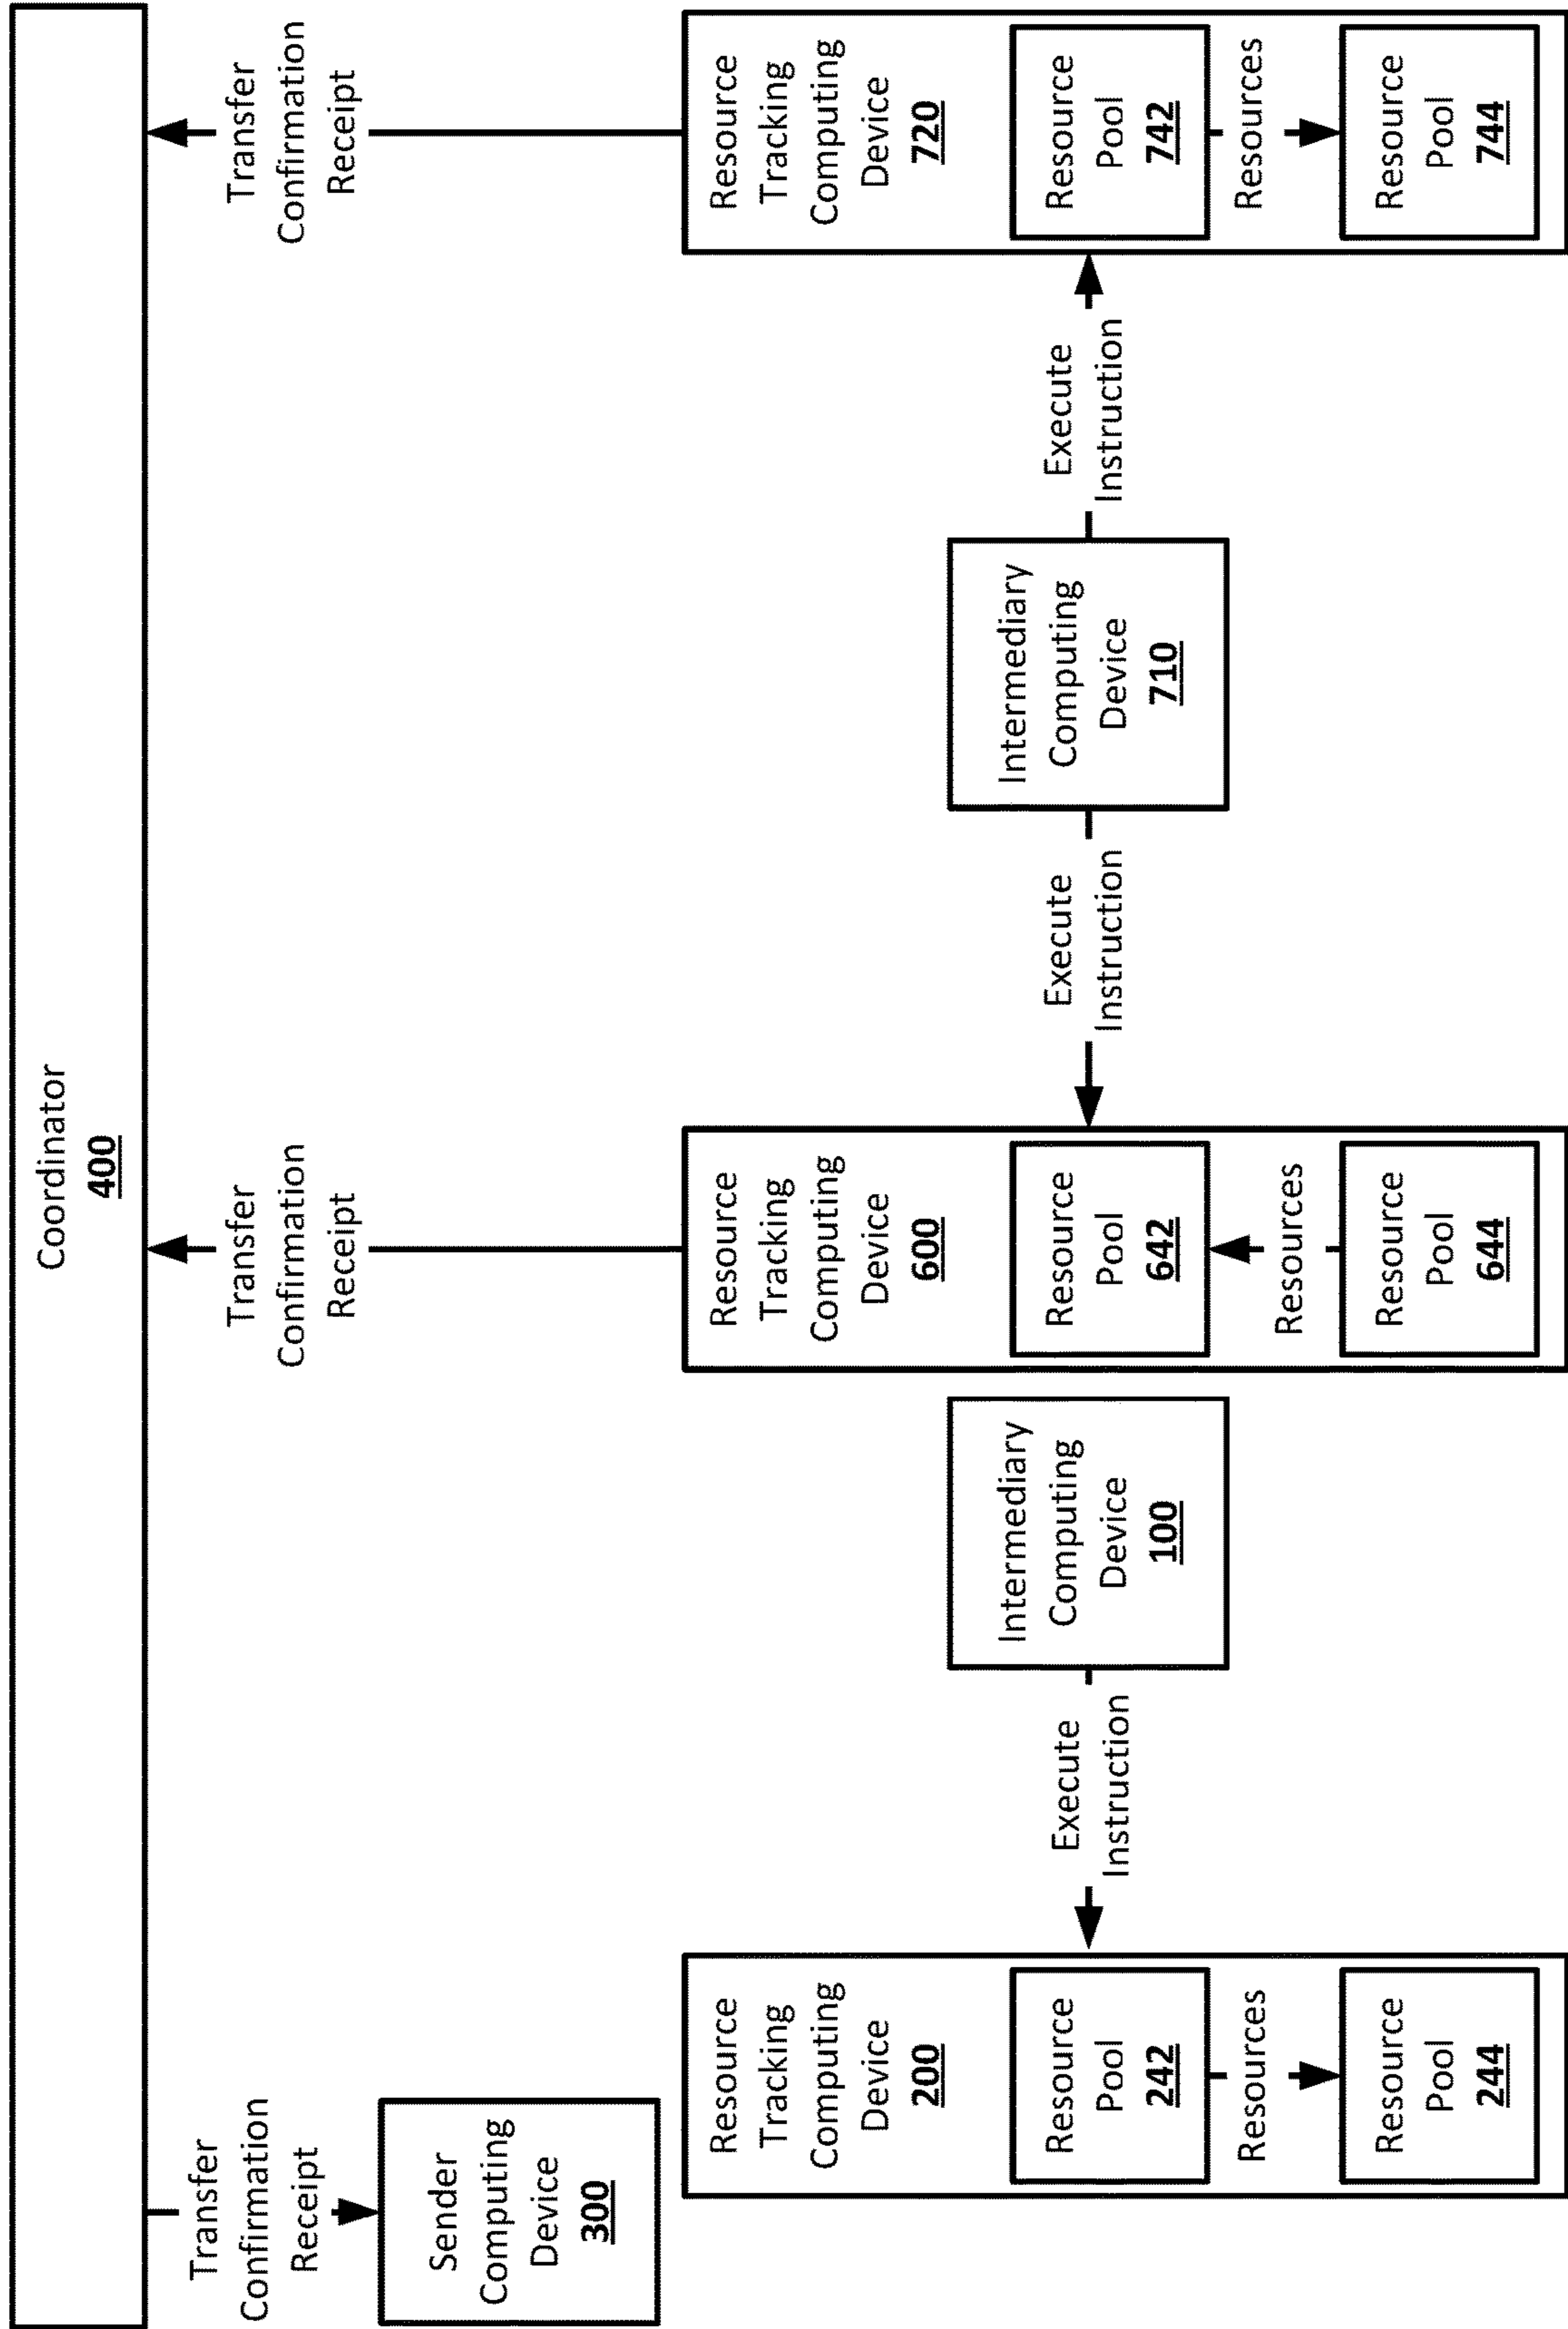 Coordinator
400
Transfer
Confirmation
Receipt
Transfer
Confirmation
Receipt
Transfer
Confirmation
Receipt
Sender
Computing
Device
300
Resource
Tracking
Computing
Device
200
Resource
Pool
242
Resources
Resource
Pool
244
Execute
Instruction
Intermediary
Computing
Device
100
Resource
Tracking
Computing
Device
600
Resource
Pool
642
Resources
Resource
Pool
644
Execute
Instruction
Intermediary
Computing
Device
710
Execute
Instruction
Resource
Tracking
Computing
Device
720
Resource
Pool
742
Resources
Resource
Pool
744